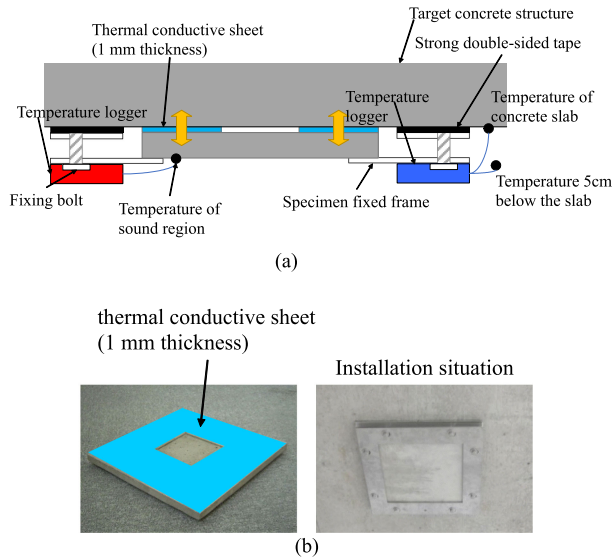 Target concrete structure
Thermal conductive sheet
(1 mm thickness)
Strong double-sided tape
Temperature logger
Temperature
logger
Temperature of
concrete slab
Fixing bolt
Temperature of
sound region
Specimen fixed frame
Temperature 5cm
below the slab
(a)
thermal conductive sheet
(1 mm thickness)
Installation situation
(b)